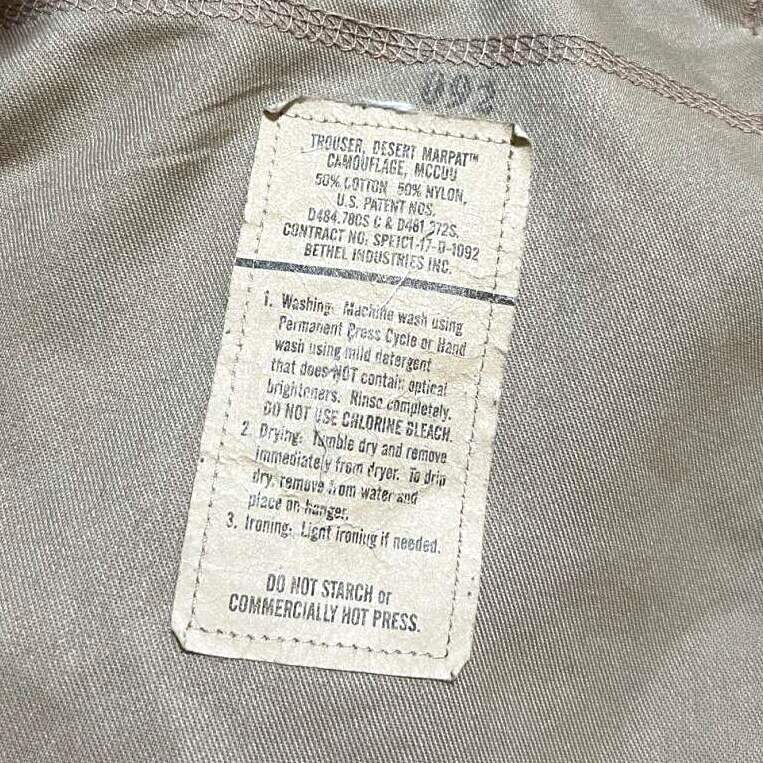 093
TROUSER, DESERT MARPAT™
CAMOUFLAGE, MCCUU
50% COTTON 50% NYLON,
U.S. PATENT NOS.
D484,780S C & D481,372S.
CONTRACT NO: SPE1C1-17-D-1092
BETHEL INDUSTRIES INC.
1. Washing: Machine wash using
Permanent Press Cycle or Hand
wash using mild detergent
that does NOT contain optical
brighteners. Rinse completely.
DO NOT USE CHLORINE BLEACH.
2. Drying: Tumble dry and remove
immediately from dryer. To drip
dry, remove from water and
place on hanger.
3. Ironing: Light ironing if needed.
DO NOT STARCH or
COMMERCIALLY HOT PRESS.